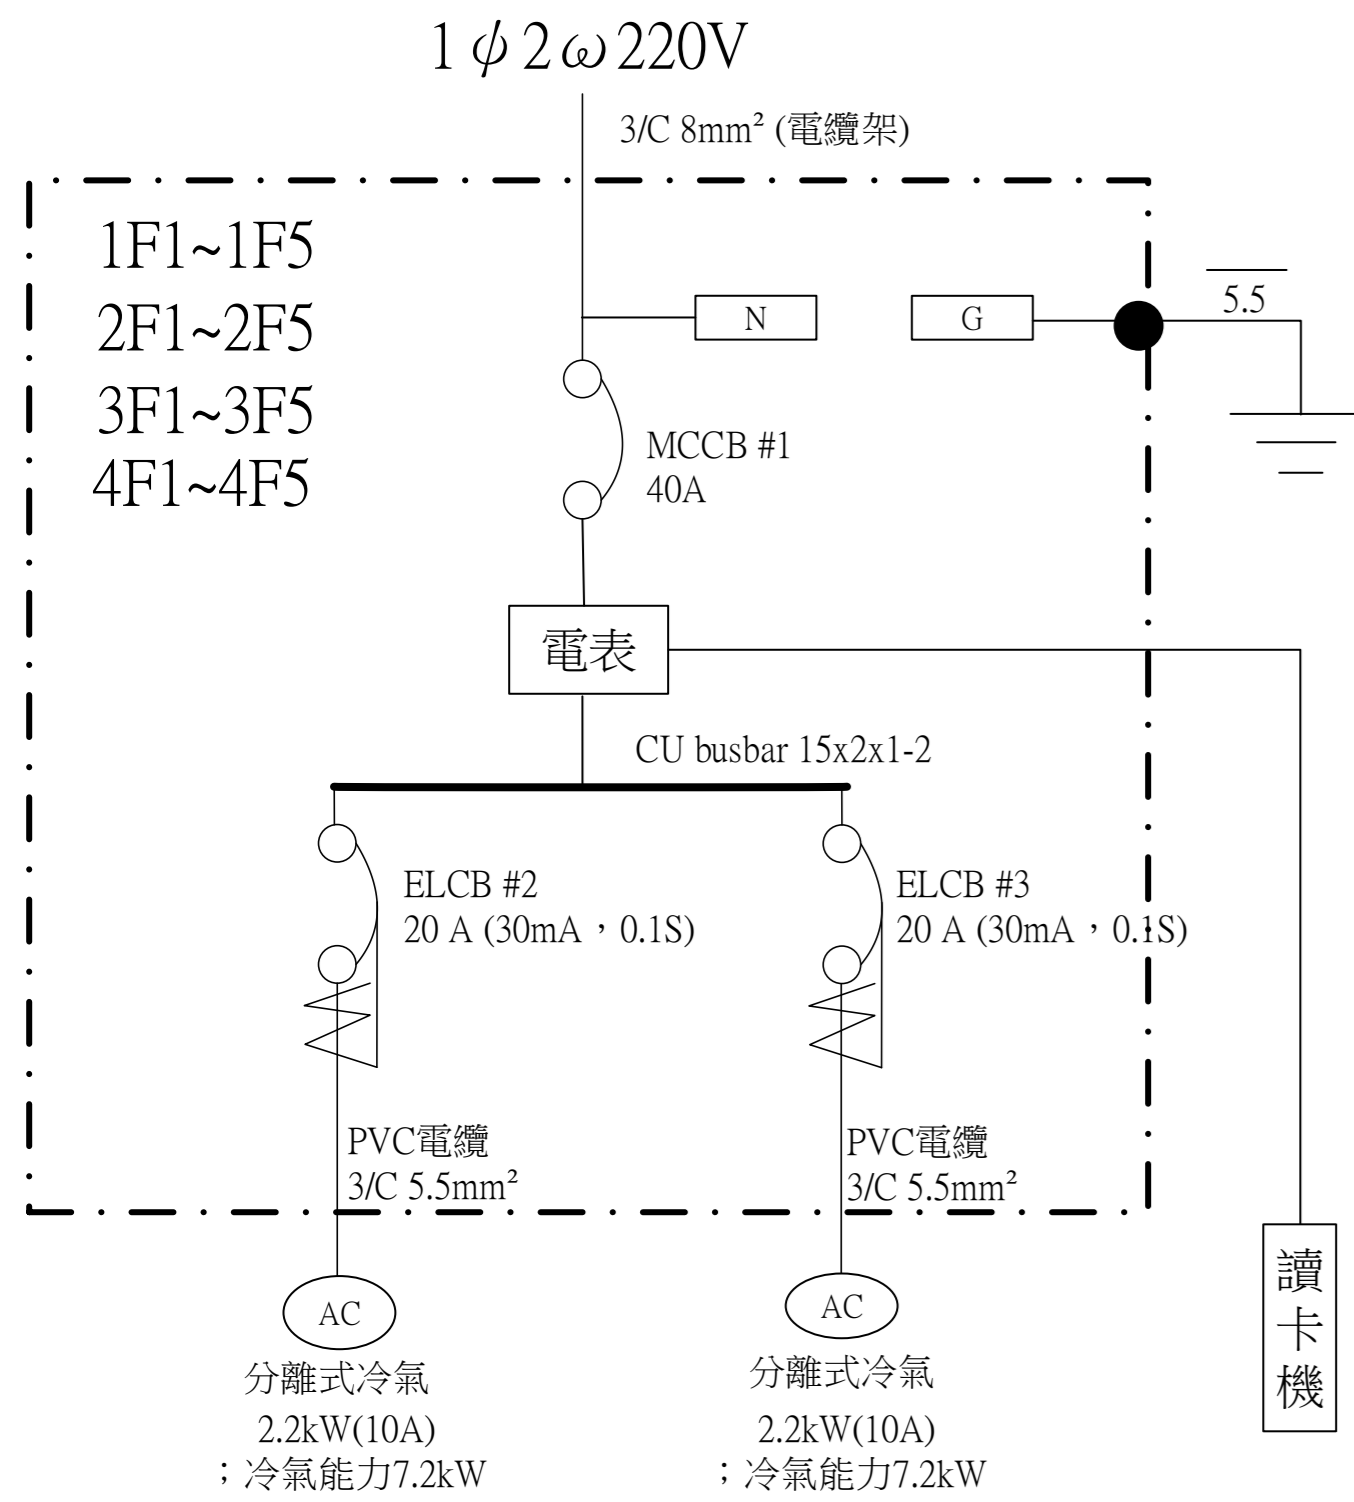 1φ2ω220V
3/C 8mm² (電纜架)
1F1~1F5
2F1~2F5
3F1~3F5
4F1~4F5
N
G
5.5
MCCB #1
40A
電表
CU busbar 15x2x1-2
ELCB #2
20 A (30mA，0.1S)
ELCB #3
20 A (30mA，0.1S)
PVC電纜
3/C 5.5mm²
PVC電纜
3/C 5.5mm²
AC
分離式冷氣
2.2kW(10A)
；冷氣能力7.2kW
AC
分離式冷氣
2.2kW(10A)
；冷氣能力7.2kW
讀卡機